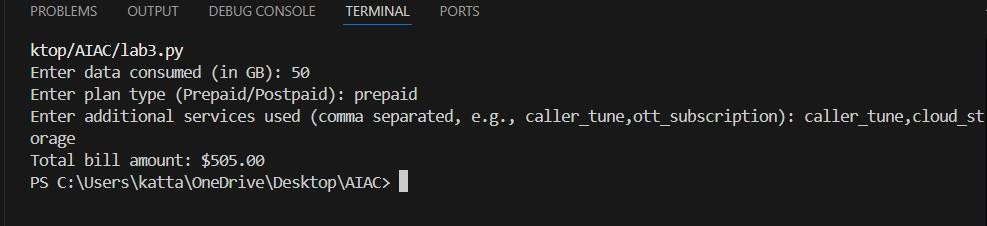 PROBLEMS OUTPUT DEBUG CONSOLE TERMINAL PORTS
ktop/AIAC/lab3.py
Enter data consumed (in GB): 50
Enter plan type (Prepaid/Postpaid): prepaid
Enter additional services used (comma separated, e.g., caller_tune,ott_subscription): caller_tune,cloud_st
orage
Total bill amount: $505.00
PS C:\Users\katta\OneDrive\Desktop\AIAC>